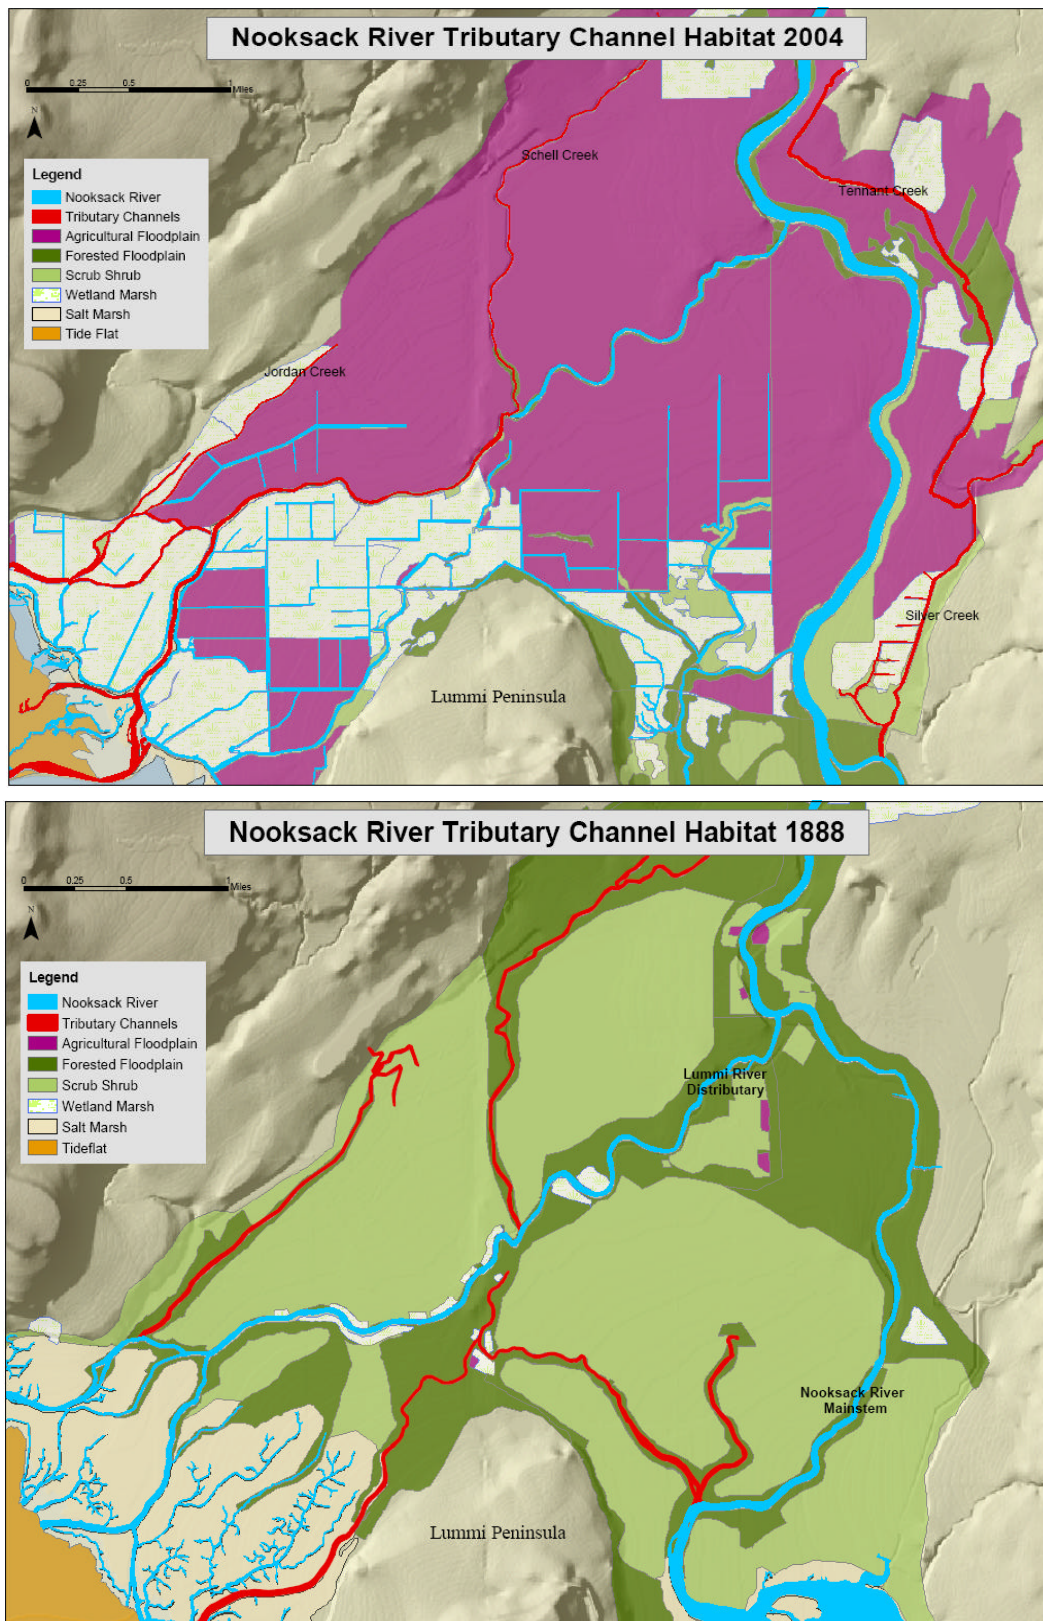 Nooksack River Tributary Channel Habitat 2004
0 0.25 0.5 1
Miles
N
Legend
Nooksack River
Tributary Channels
Agricultural Floodplain
Forested Floodplain
Scrub Shrub
Wetland Marsh
Salt Marsh
Tide Flat
Schell Creek
Tennant Creek
Jordan Creek
Silver Creek
Lummi Peninsula
Nooksack River Tributary Channel Habitat 1888
0 0.25 0.5 1
Miles
N
Legend
Nooksack River
Tributary Channels
Agricultural Floodplain
Forested Floodplain
Scrub Shrub
Wetland Marsh
Salt Marsh
Tideflat
Lummi River
Distributary
Nooksack River
Mainstem
Lummi Peninsula